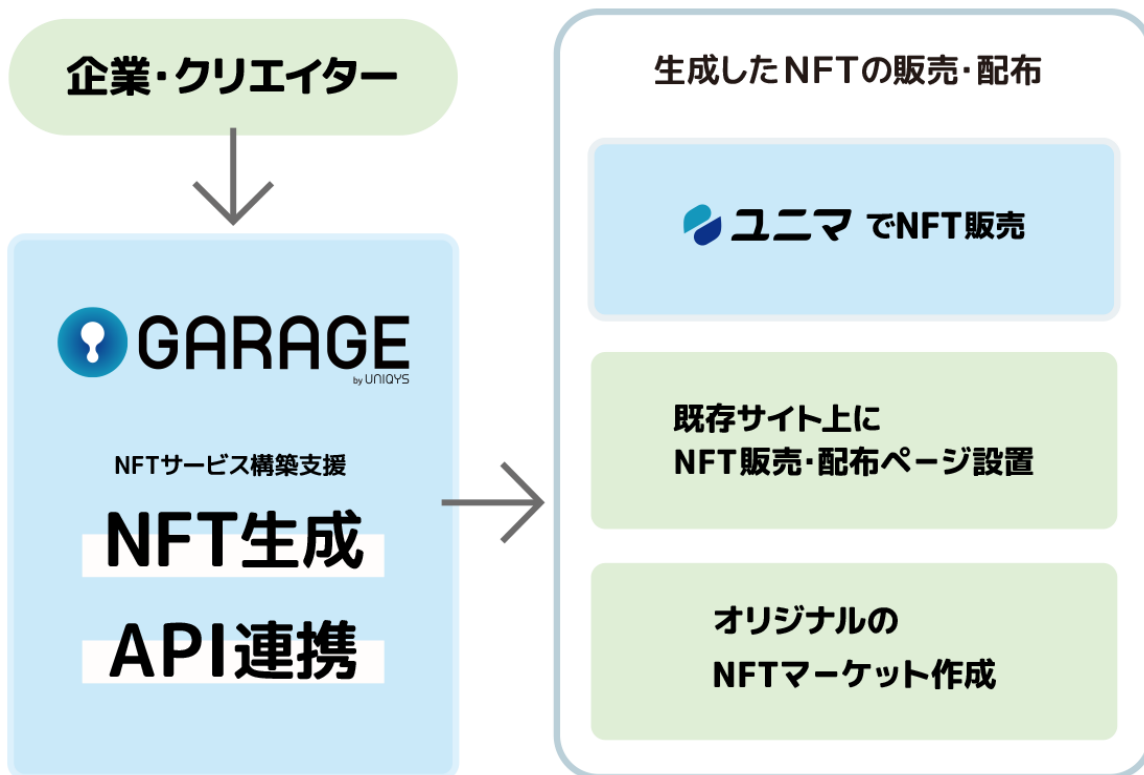 企業・クリエイター
GARAGE
by UNIQYS
NFTサービス構築支援
NFT生成
API連携
生成したNFTの販売・配布
ユニマ でNFT販売
既存サイト上に
NFT販売・配布ページ設置
オリジナルの
NFTマーケット作成